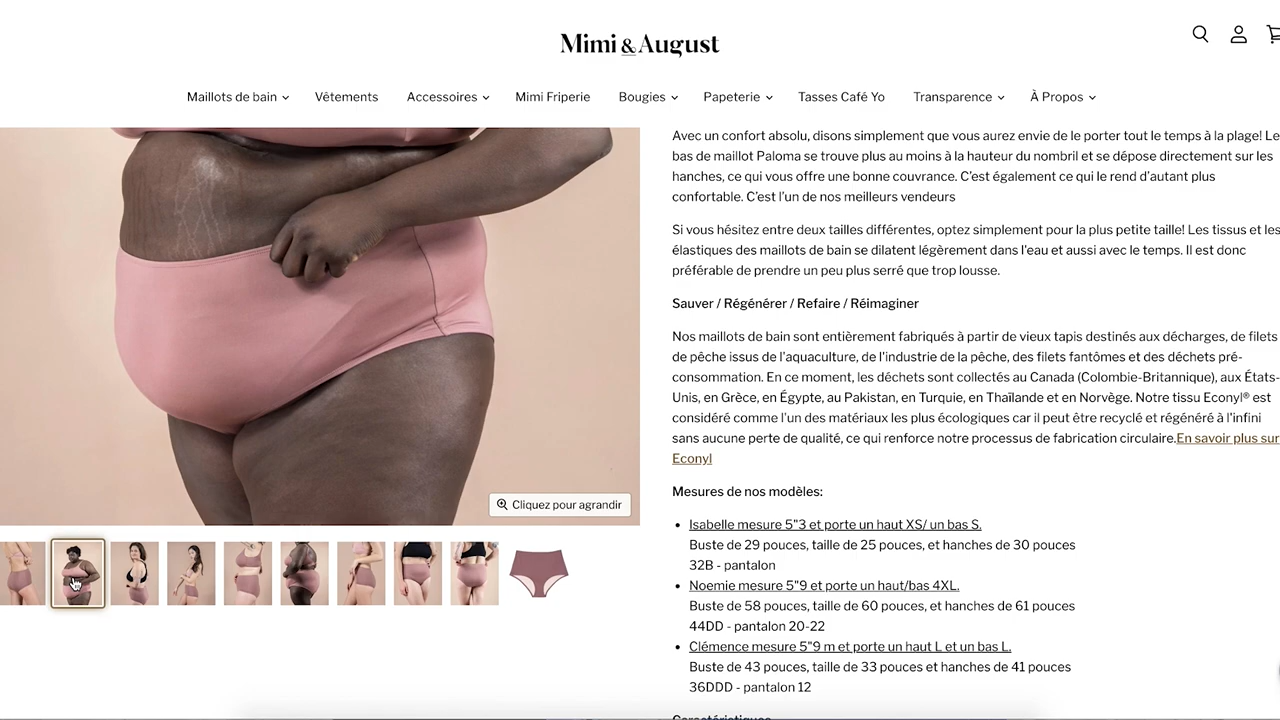 Mimi & August
Maillots de bain
Vêtements
Accessoires
Mimi Friperie
Bougies
Papeterie
Tasses Café Yo
Transparence
À Propos
Avec un confort absolu, disons simplement que vous aurez envie de le porter tout le temps à la plage! Le
bas de maillot Paloma se trouve plus au moins à la hauteur du nombril et se dépose directement sur les
hanches, ce qui vous offre une bonne couvrance. C'est également ce qui le rend d'autant plus
confortable. C'est l'un de nos meilleurs vendeurs
Si vous hésitez entre deux tailles différentes, optez simplement pour la plus petite taille! Les tissus et les
élastiques des maillots de bain se dilatent légèrement dans l'eau et aussi avec le temps. Il est donc
préférable de prendre un peu plus serré que trop lousse.
Sauver / Régénérer / Refaire / Réimaginer
Nos maillots de bain sont entièrement fabriqués à partir de vieux tapis destinés aux décharges, de filets
de pêche issus de l'aquaculture, de l'industrie de la pêche, des filets fantômes et des déchets pré-
consommation. En ce moment, les déchets sont collectés au Canada (Colombie-Britannique), aux États-
Unis, en Grèce, en Égypte, au Pakistan, en Turquie, en Thaïlande et en Norvège. Notre tissu Econyl® est
considéré comme l'un des matériaux les plus écologiques car il peut être recyclé et régénéré à l'infini
sans aucune perte de qualité, ce qui renforce notre processus de fabrication circulaire.En savoir plus sur
Econyl
Cliquez pour agrandir
Mesures de nos modèles:
Isabelle mesure 5"3 et porte un haut XS/ un bas S.
Buste de 29 pouces, taille de 25 pouces, et hanches de 30 pouces
32B - pantalon
Noemie mesure 5"9 et porte un haut/bas 4XL.
Buste de 58 pouces, taille de 60 pouces, et hanches de 61 pouces
44DD - pantalon 20-22
Clémence mesure 5"9 m et porte un haut L et un bas L.
Buste de 43 pouces, taille de 33 pouces et hanches de 41 pouces
36DDD - pantalon 12
Caractéristiques